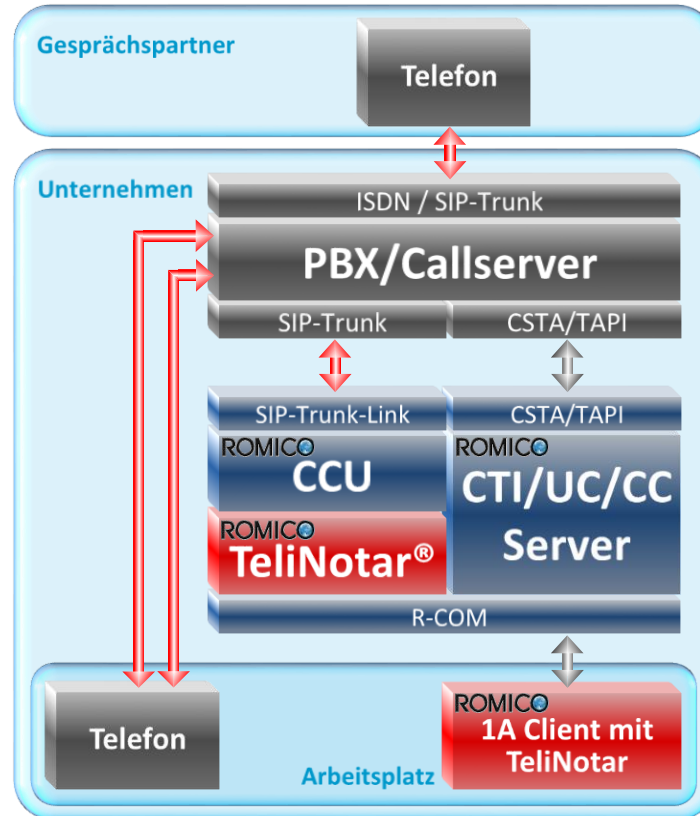 Gesprächspartner
Telefon
Unternehmen
ISDN / SIP-Trunk
PBX/Callserver
SIP-Trunk
CSTA/TAPI
SIP-Trunk-Link
CSTA/TAPI
ROMICO
CCU
ROMICO
CTI/UC/CC
Server
ROMICO
TeliNotar®
R-COM
Telefon
ROMICO
1A Client mit
TeliNotar
Arbeitsplatz